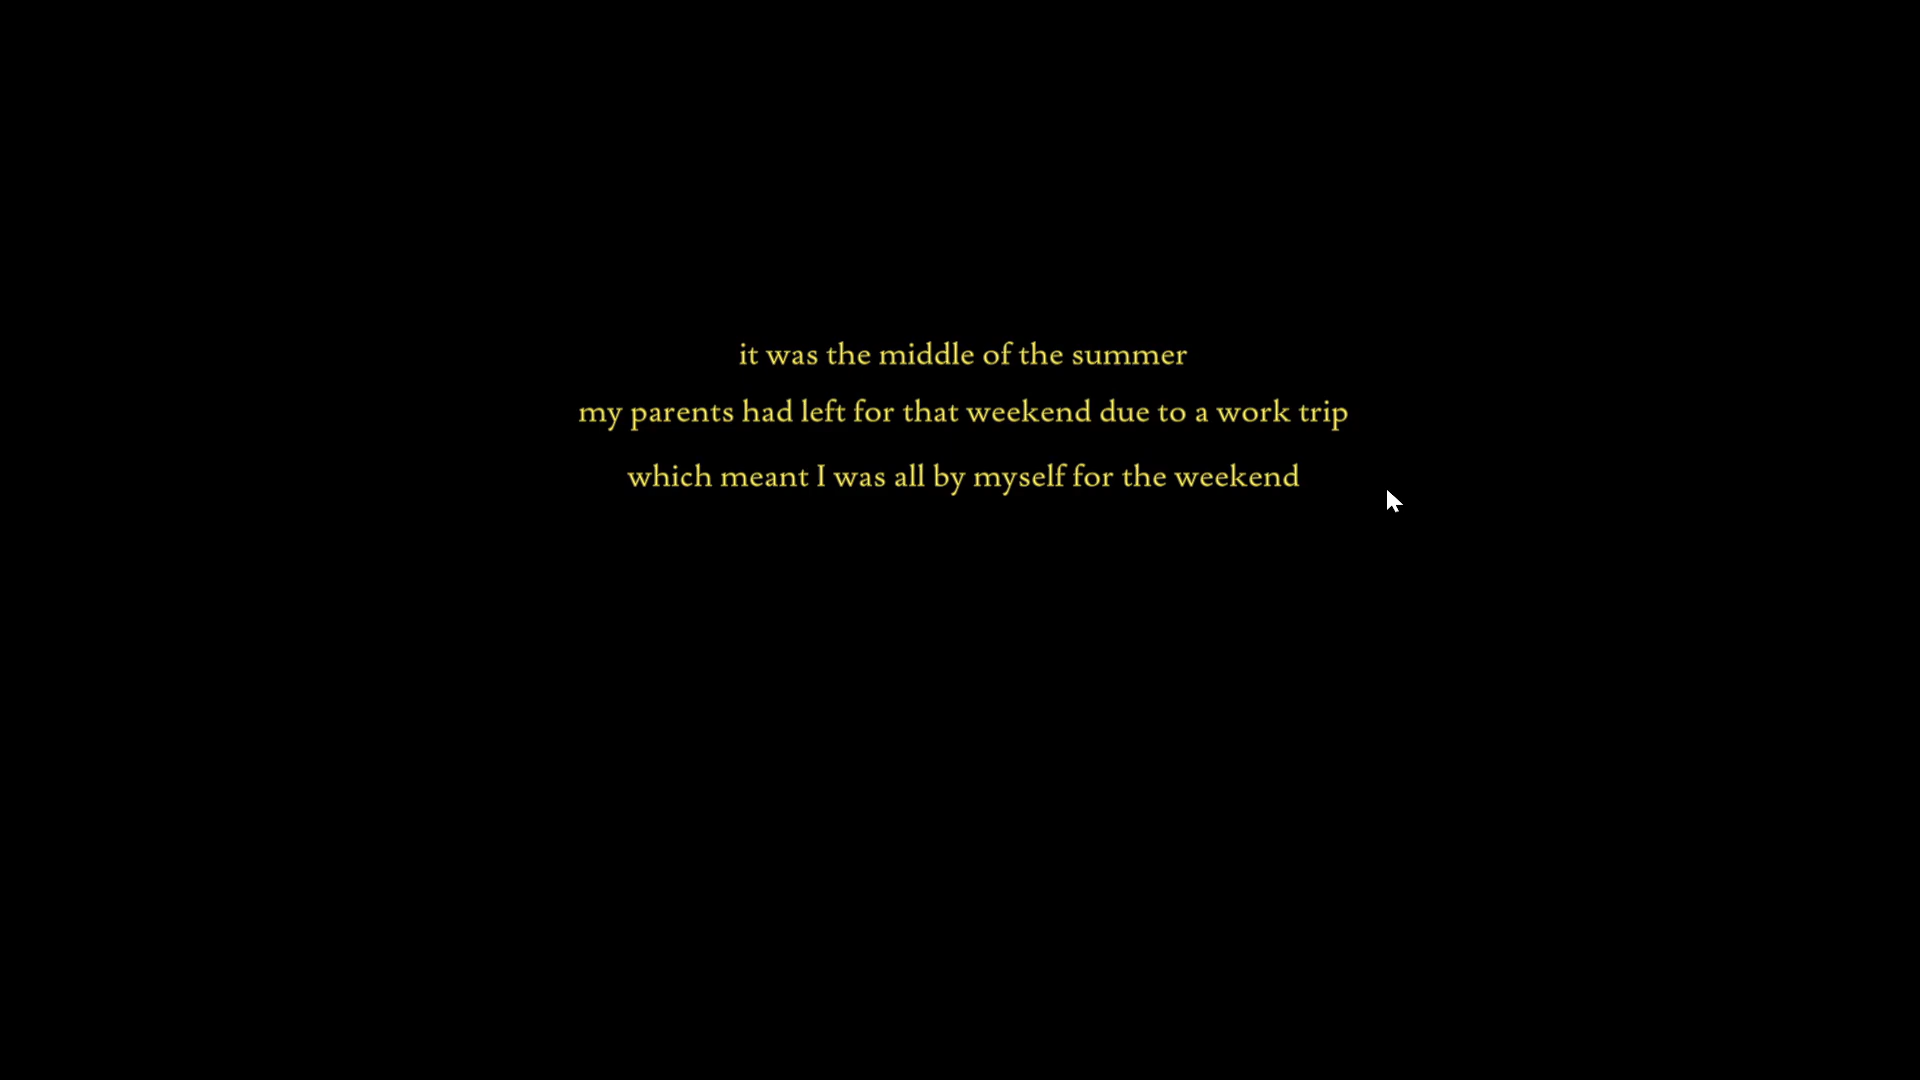 it was the middle of the summer
my parents had left for that weekend due to a work trip
which meant I was all by myself for the weekend